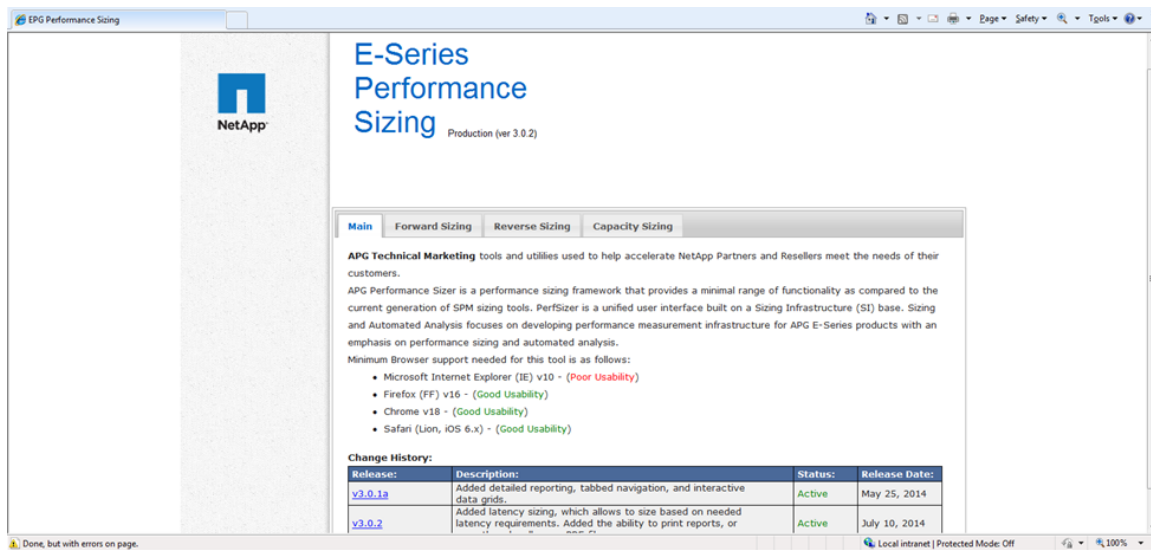 EPG Performance Sizing
Page Safety Tools
E-Series
Performance
Sizing Production (ver 3.0.2)
NetApp
Main Forward Sizing Reverse Sizing Capacity Sizing
APG Technical Marketing tools and utililies used to help accelerate NetApp Partners and Resellers meet the needs of their
customers.
APG Performance Sizer is a performance sizing framework that provides a minimal range of functionality as compared to the
current generation of SPM sizing tools. PerfSizer is a unified user interface built on a Sizing Infrastructure (SI) base. Sizing
and Automated Analysis focuses on developing performance measurement infrastructure for APG E-Series products with an
emphasis on performance sizing and automated analysis.
Minimum Browser support needed for this tool is as follows:
• Microsoft Internet Explorer (IE) v10 - (Poor Usability)
• Firefox (FF) v16 - (Good Usability)
• Chrome v18 - (Good Usability)
• Safari (Lion, iOS 6.x) - (Good Usability)
Change History:
Release: Description: Status: Release Date:
v3.0.1a Added detailed reporting, tabbed navigation, and interactive
data grids. Active May 25, 2014
Added latency sizing, which allows to size based on needed
v3.0.2 latency requirements. Added the ability to print reports, or Active July 10, 2014
Done, but with errors on page. Local intranet | Protected Mode: Off 100%